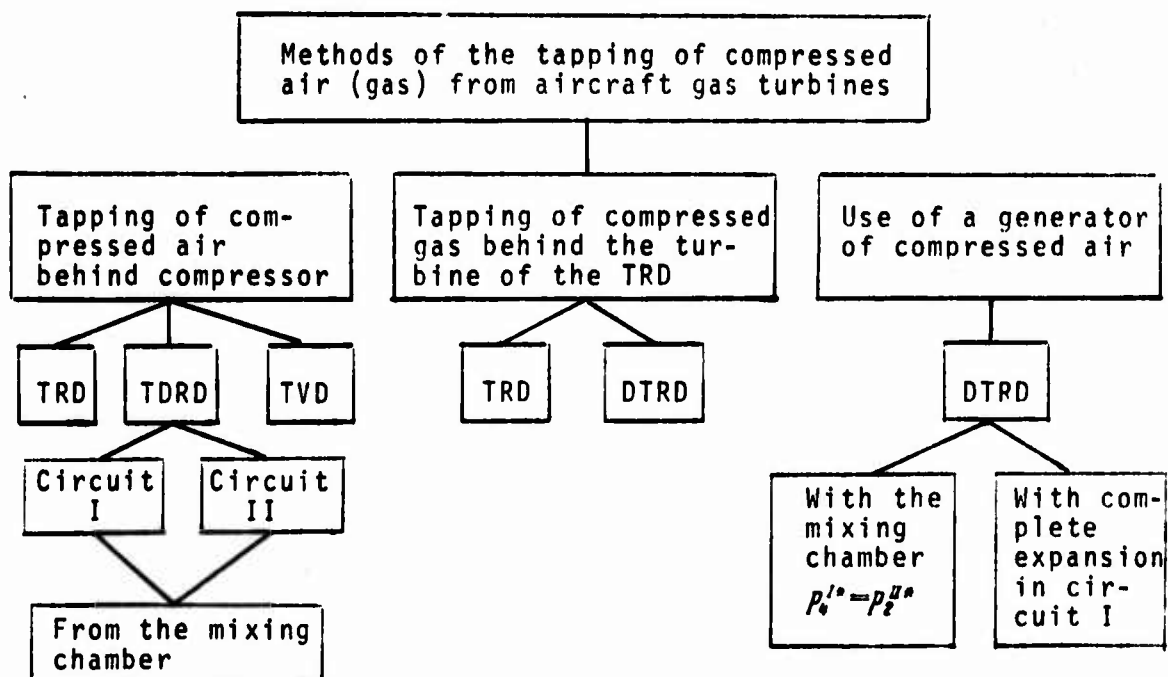 Methods of the tapping of compressed
air (gas) from aircraft gas turbines
Tapping of com-
pressed air
behind compressor
Tapping of compressed
gas behind the tur-
bine of the TRD
Use of a generator
of compressed air
TRD
TDRD
TVD
TRD
DTRD
DTRD
Circuit
I
Circuit
II
With the
mixing
chamber
p₄ᴵ*=p₂ᴵᴵ*
With com-
plete
expansion
in cir-
cuit I
From the mixing
chamber